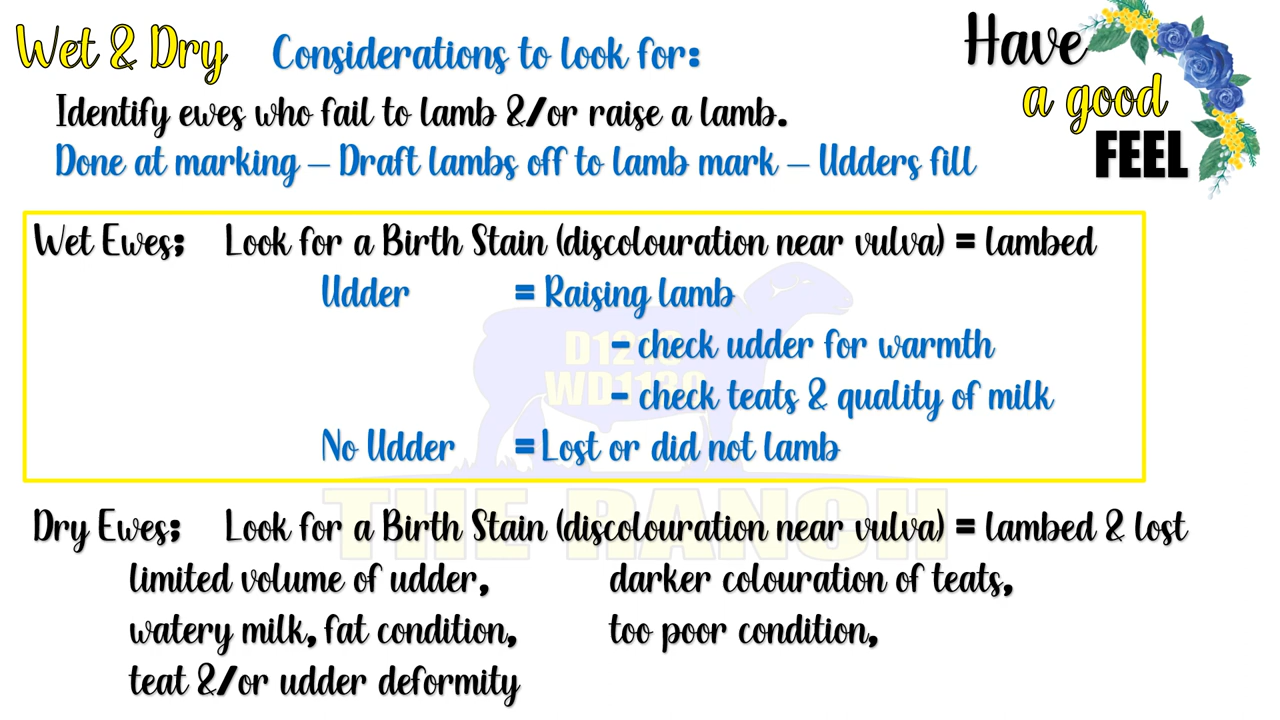 Wet & Dry Considerations to look for:
Have
a good
FEEL
Identify ewes who fail to lamb &/or raise a lamb.
Done at marking – Draft lambs off to lamb mark – Udders fill
Wet Ewes; Look for a Birth Stain (discolouration near vulva) = lambed
Udder = Raising lamb
- check udder for warmth
- check teats & quality of milk
No Udder = Lost or did not lamb
THE RANCH
Dry Ewes; Look for a Birth Stain (discolouration near vulva) = lambed & lost
limited volume of udder, darker colouration of teats,
watery milk, fat condition, too poor condition,
teat &/or udder deformity